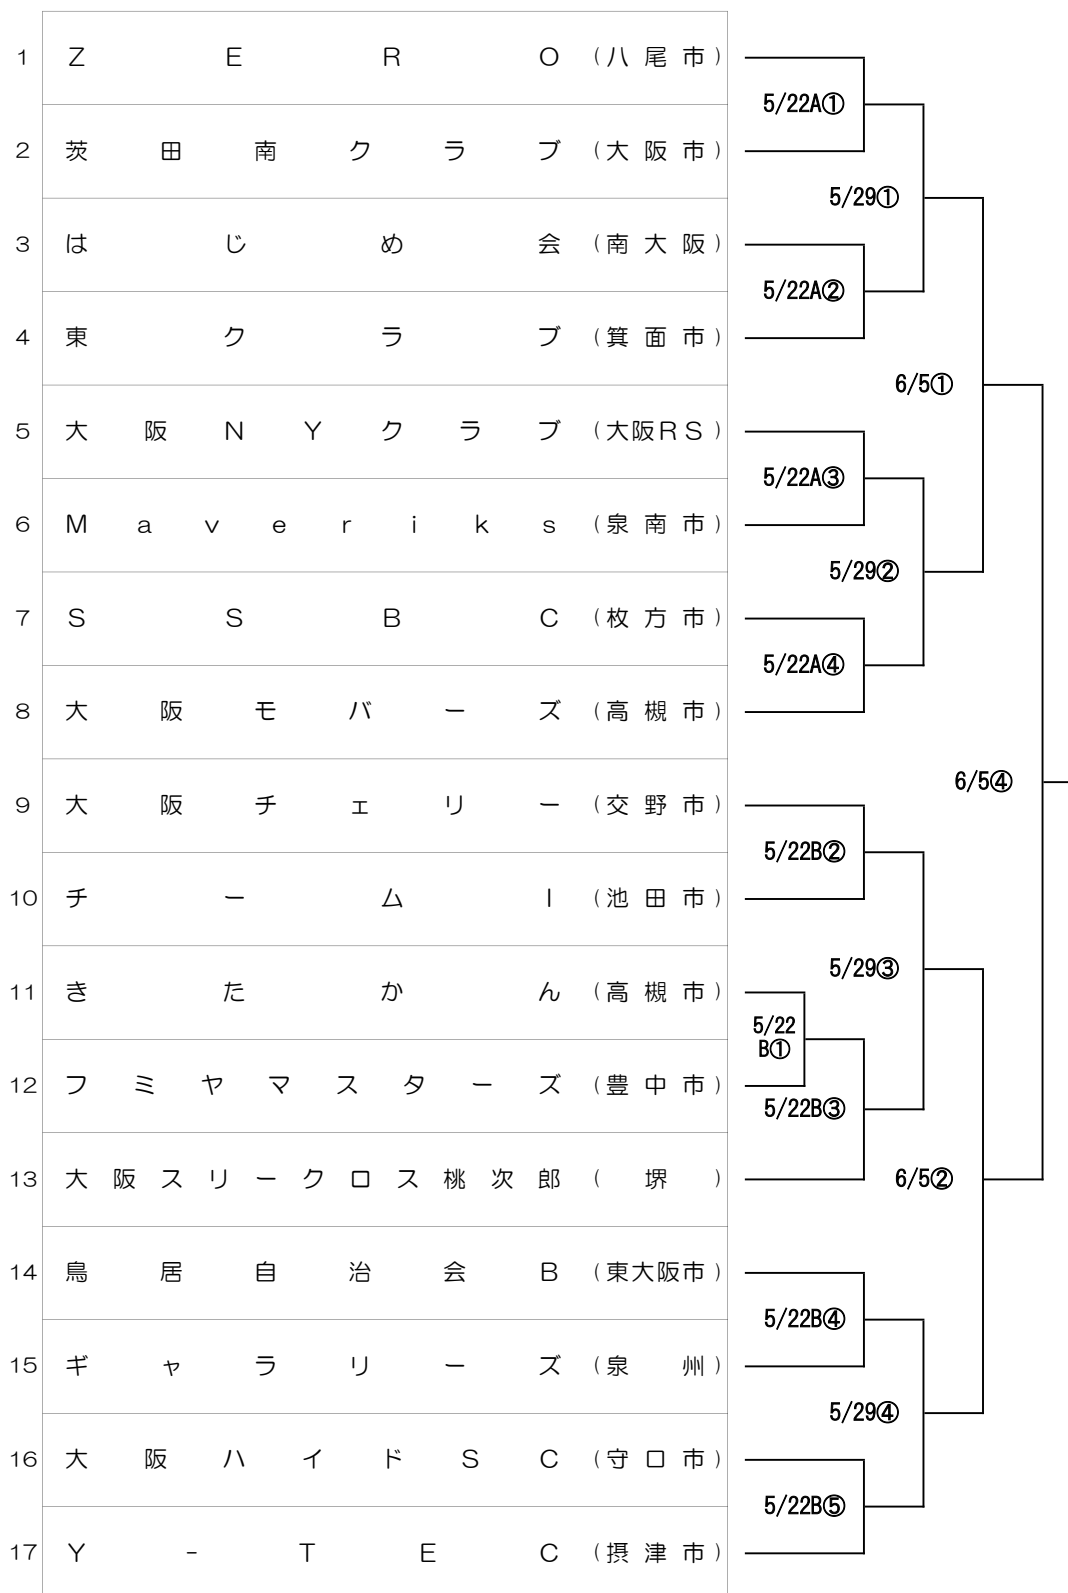 1 ZERO (八尾市)
5/22A①
2 茨田南クラブ (大阪市)
5/29①
3 はじめ会 (南大阪)
5/22A②
4 東クラブ (箕面市)
6/5①
5 大阪NYクラブ (大阪RS)
5/22A③
6 Maveriks (泉南市)
5/29②
7 SSBC (枚方市)
5/22A④
8 大阪モバーズ (高槻市)
6/5④
9 大阪チェリー (交野市)
5/22B②
10 チームI (池田市)
5/29③
11 きたかん (高槻市)
5/22
B①
12 フミヤマスターズ (豊中市)
5/22B③
13 大阪スリークロス桃次郎 (堺)
6/5②
14 鳥居自治会B (東大阪市)
5/22B④
15 ギャラリーズ (泉州)
5/29④
16 大阪ハイドSC (守口市)
5/22B⑤
17 Y-TEC (摂津市)